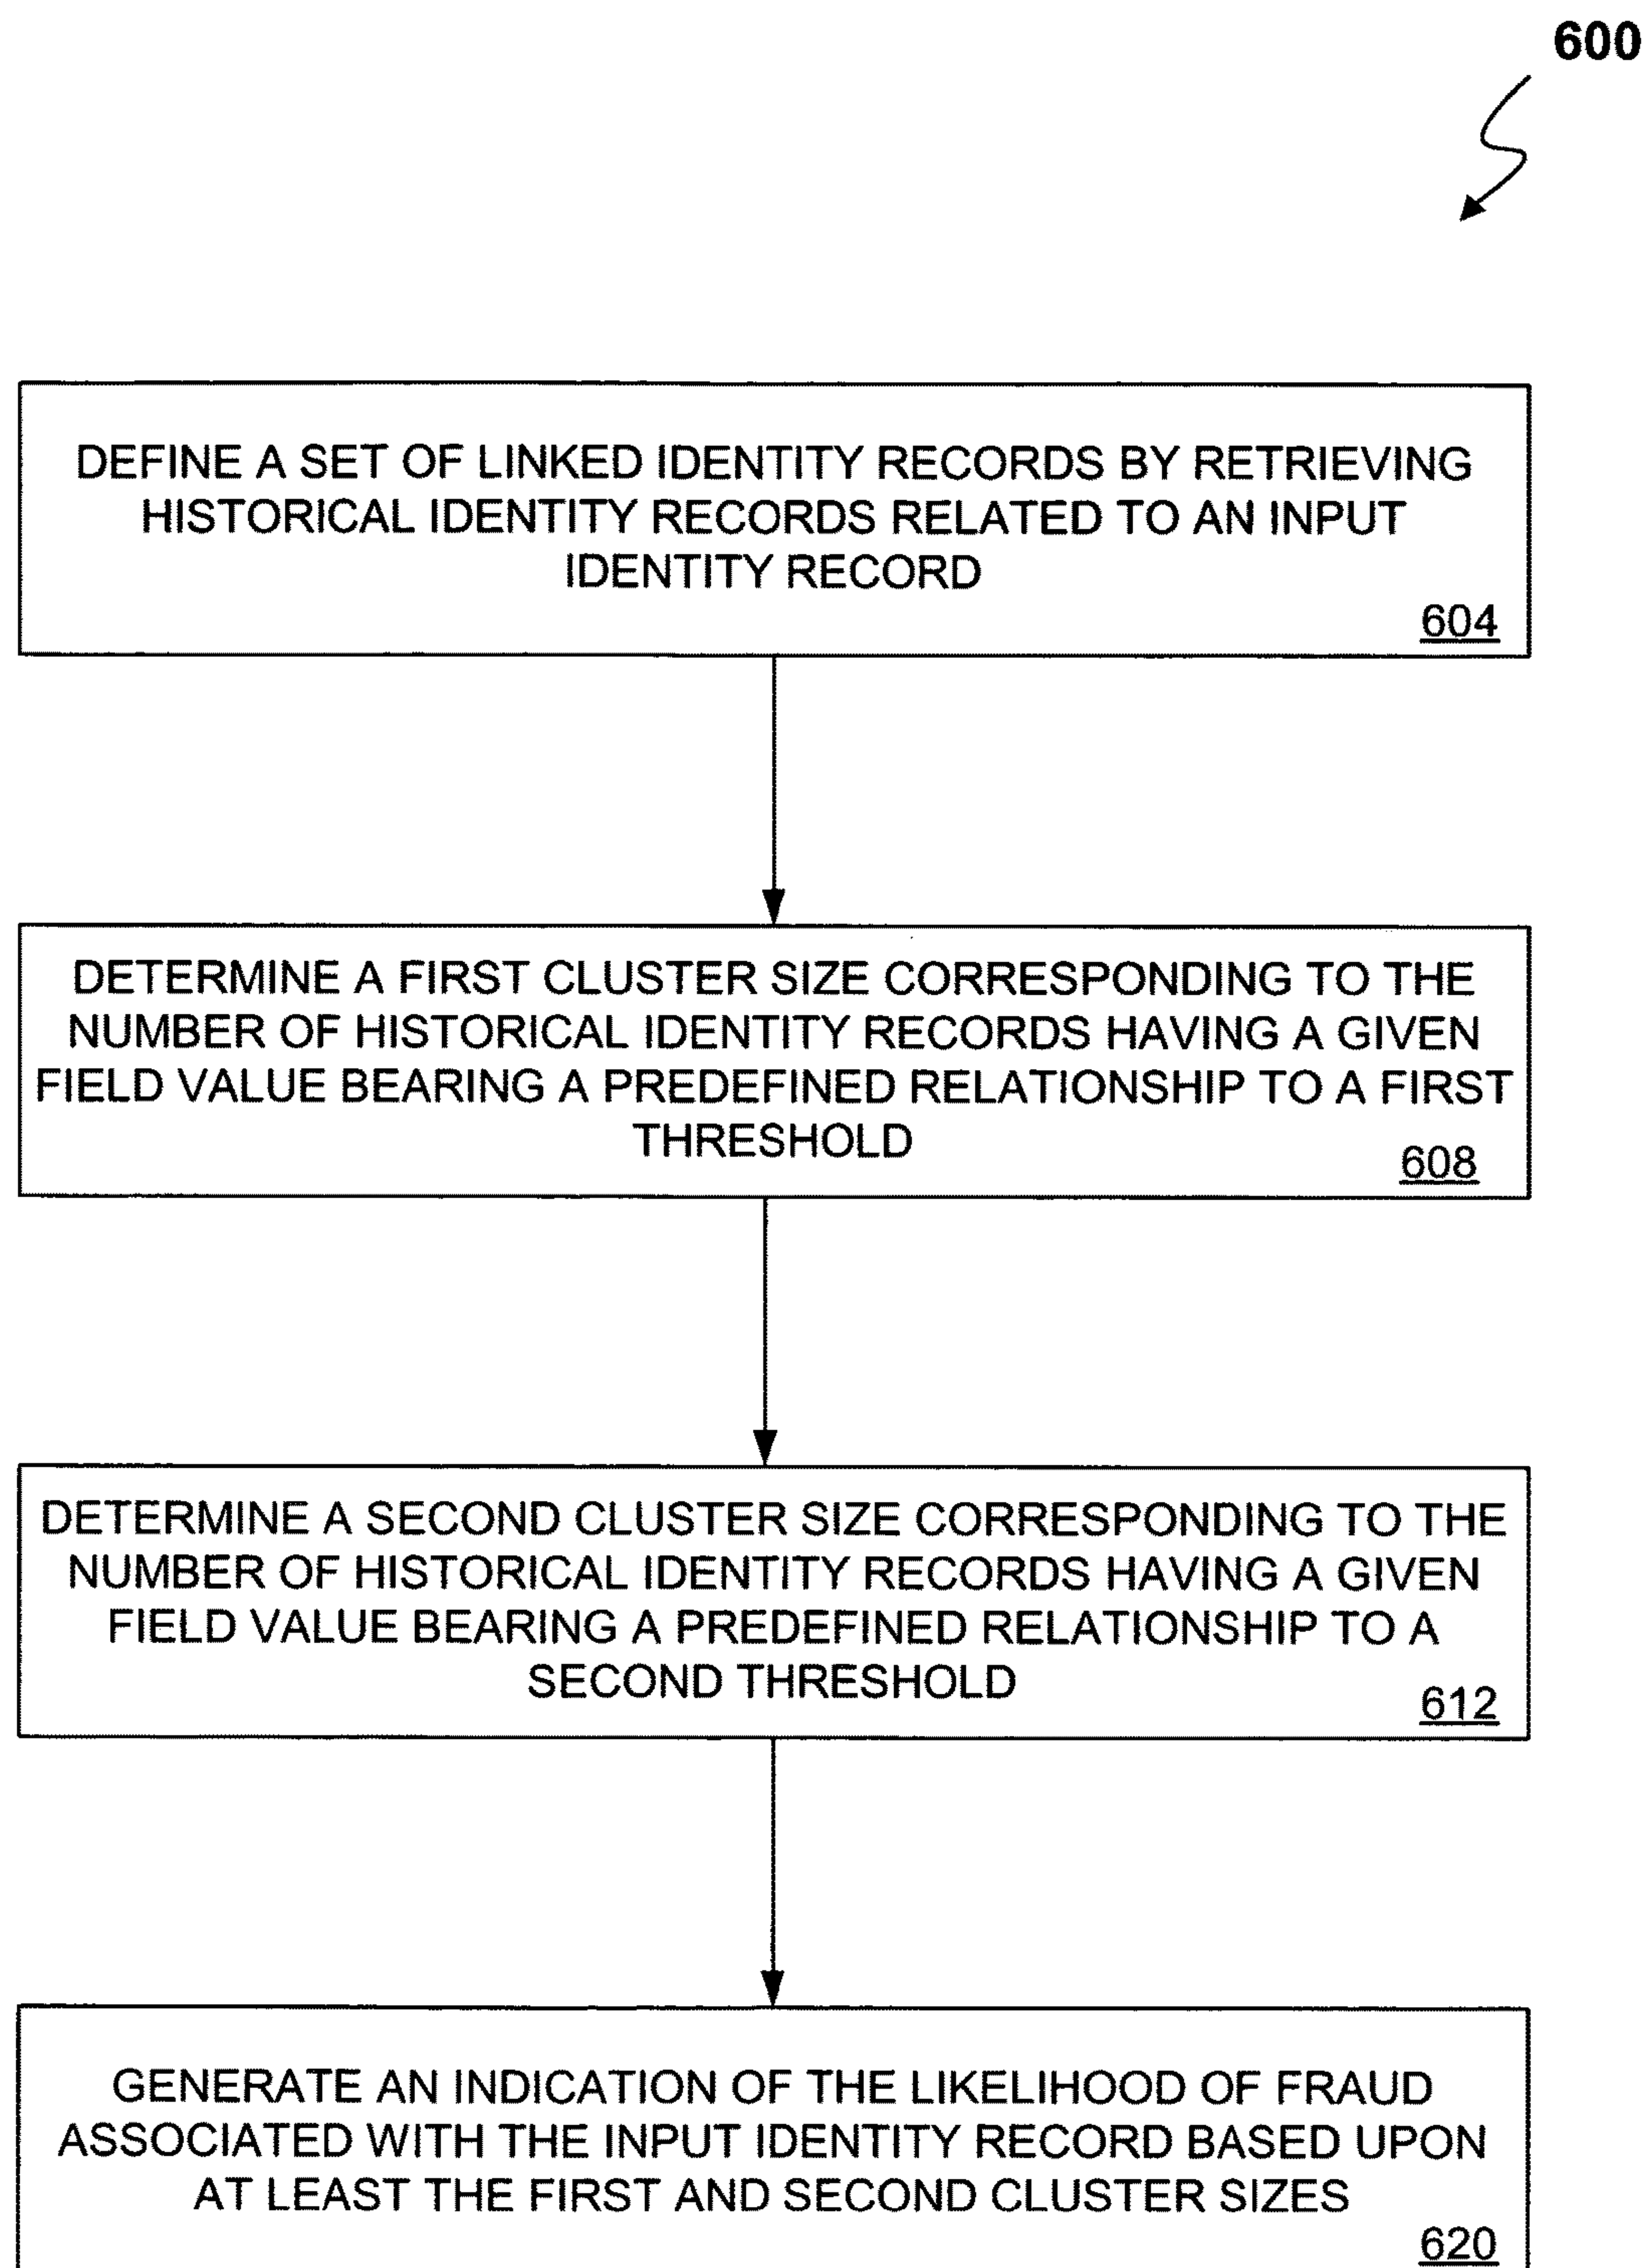 600
DEFINE A SET OF LINKED IDENTITY RECORDS BY RETRIEVING
HISTORICAL IDENTITY RECORDS RELATED TO AN INPUT
IDENTITY RECORD
604
DETERMINE A FIRST CLUSTER SIZE CORRESPONDING TO THE
NUMBER OF HISTORICAL IDENTITY RECORDS HAVING A GIVEN
FIELD VALUE BEARING A PREDEFINED RELATIONSHIP TO A FIRST
THRESHOLD
608
DETERMINE A SECOND CLUSTER SIZE CORRESPONDING TO THE
NUMBER OF HISTORICAL IDENTITY RECORDS HAVING A GIVEN
FIELD VALUE BEARING A PREDEFINED RELATIONSHIP TO A
SECOND THRESHOLD
612
GENERATE AN INDICATION OF THE LIKELIHOOD OF FRAUD
ASSOCIATED WITH THE INPUT IDENTITY RECORD BASED UPON
AT LEAST THE FIRST AND SECOND CLUSTER SIZES
620